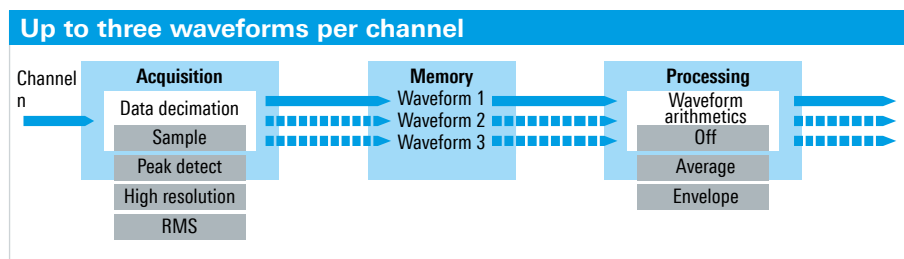 Up to three waveforms per channel
Channel
n
Acquisition
Data decimation
Sample
Peak detect
High resolution
RMS
Memory
Waveform 1
Waveform 2
Waveform 3
Processing
Waveform
arithmetics
Off
Average
Envelope